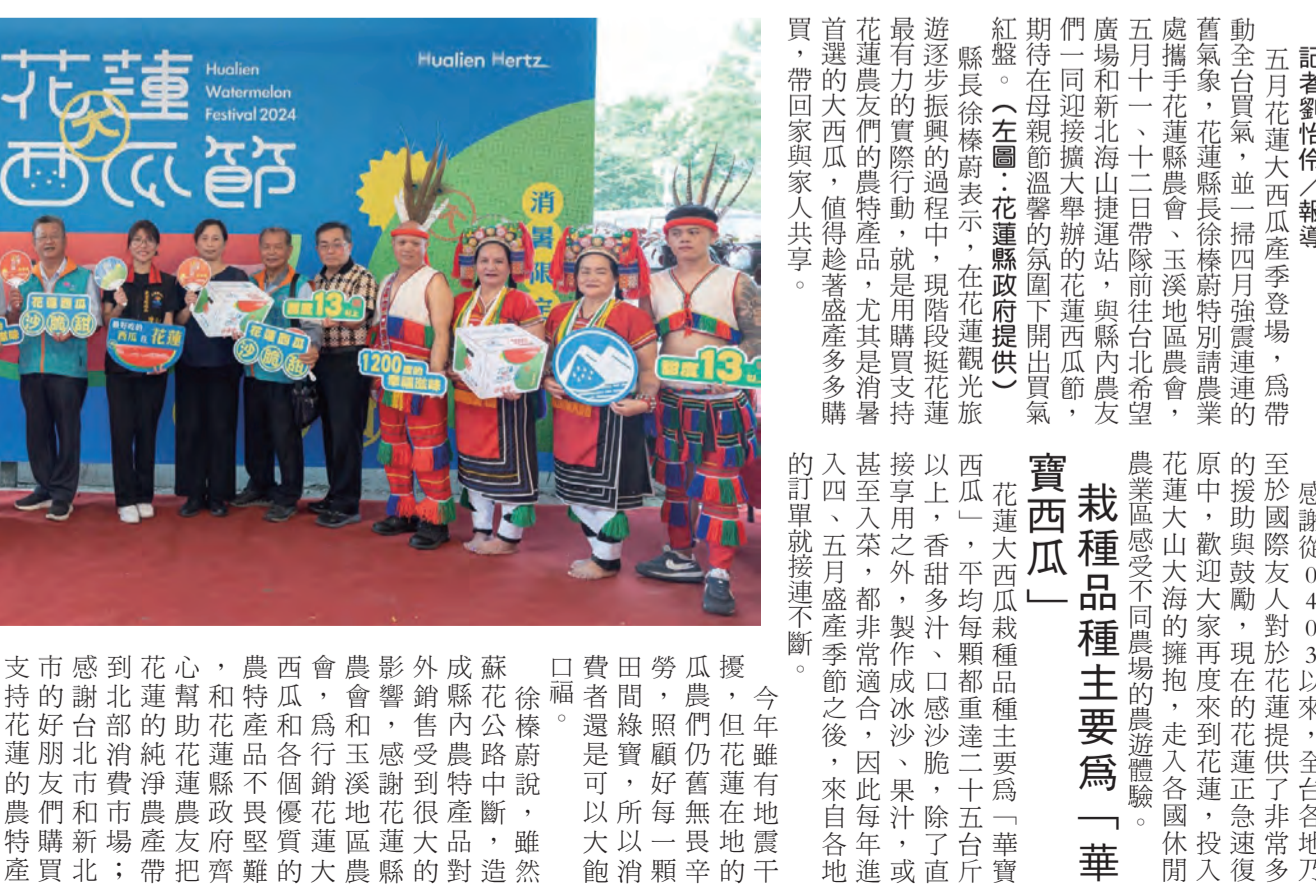 記者劉怡伶/報導
五月花蓮大西瓜產季登場,爲帶
動全台買氣,並一掃四月強震連連的
舊氣象,花蓮縣長徐榛蔚特別請農業
處攜手花蓮縣農會、玉溪地區農會,
五月十一、十二日帶隊前往台北希望
廣場和新北海山捷運站,與縣內農友
們一同迎接擴大舉辦的花蓮西瓜節,
期待在母親節溫馨的氛圍下開出買氣
紅盤。(左圖:花蓮縣政府提供)
縣長徐榛蔚表示,在花蓮觀光旅
遊逐步振興的過程中,現階段挺花蓮
最有力的實際行動,就是用購買支持
花蓮農友們的農特產品,尤其是消暑
首選的大西瓜,值得趁著盛產多多購
買,帶回家與家人共享。
感謝從0403以來,全台各地乃
至於國際友人對於花蓮提供了非常多
的援助與鼓勵,現在的花蓮正急速復
原中,歡迎大家再度來到花蓮,投入
花蓮大山大海的擁抱,走入各國休閒
農業區感受不同農場的農遊體驗。
栽種品種主要爲「華
寶西瓜」
花蓮大西瓜栽種品種主要爲「華寶
西瓜」,平均每顆都重達二十五台斤
以上,香甜多汁、口感沙脆,除了直
接享用之外,製作成冰沙、果汁,或
甚至入菜,都非常適合,因此每年進
入四、五月盛產季節之後,來自各地
的訂單就接連不斷。
今年雖有地震干
擾,但花蓮在地的
瓜農們仍舊無畏辛
勞,照顧好每一顆
田間綠寶,所以消
費者還是可以大飽
口福。
徐榛蔚說,雖然
蘇花公路中斷,造
成縣內農特產品對
外銷售受到很大的
影響,感謝花蓮縣
農會和玉溪地區農
會,爲行銷花蓮大
西瓜和各個優質的
農特產品不畏堅難
,和花蓮縣政府齊
心幫助花蓮農友把
花蓮的純淨農產帶
到北部消費市場;
感謝台北市和新北
市的好朋友們購買
支持花蓮的農特產
花蓮
大
西瓜節
Hualien
Watermelon
Festival 2024
Hualien Hertz
消暑
花蓮西瓜
沙脆甜
西瓜在花蓮
花蓮西瓜
沙脆甜
甜度13以上
1200
幸福風味
甜度13